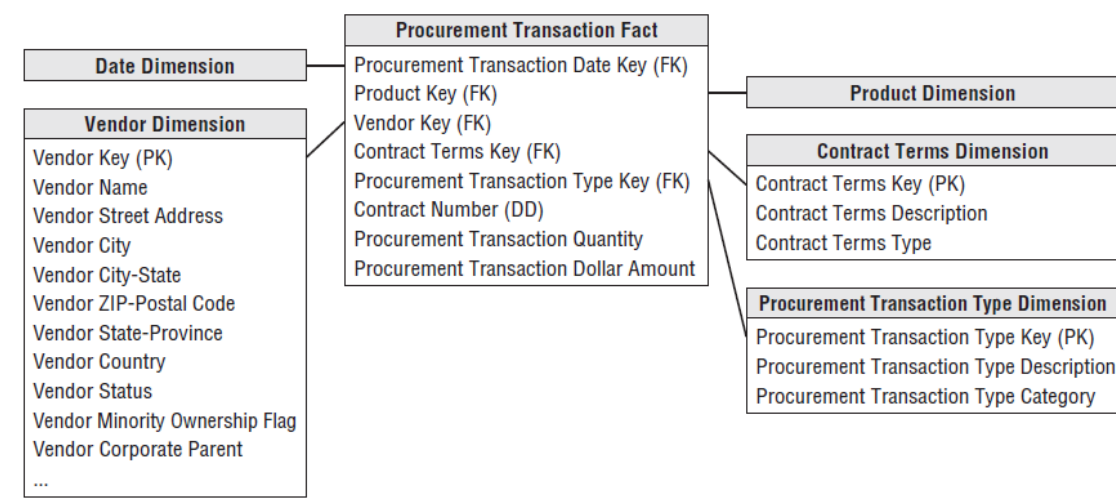 Procurement Transaction Fact
Procurement Transaction Date Key (FK)
Product Key (FK)
Vendor Key (FK)
Contract Terms Key (FK)
Procurement Transaction Type Key (FK)
Contract Number (DD)
Procurement Transaction Quantity
Procurement Transaction Dollar Amount
Date Dimension
Vendor Dimension
Vendor Key (PK)
Vendor Name
Vendor Street Address
Vendor City
Vendor City-State
Vendor ZIP-Postal Code
Vendor State-Province
Vendor Country
Vendor Status
Vendor Minority Ownership Flag
Vendor Corporate Parent
...
Product Dimension
Contract Terms Dimension
Contract Terms Key (PK)
Contract Terms Description
Contract Terms Type
Procurement Transaction Type Dimension
Procurement Transaction Type Key (PK)
Procurement Transaction Type Description
Procurement Transaction Type Category